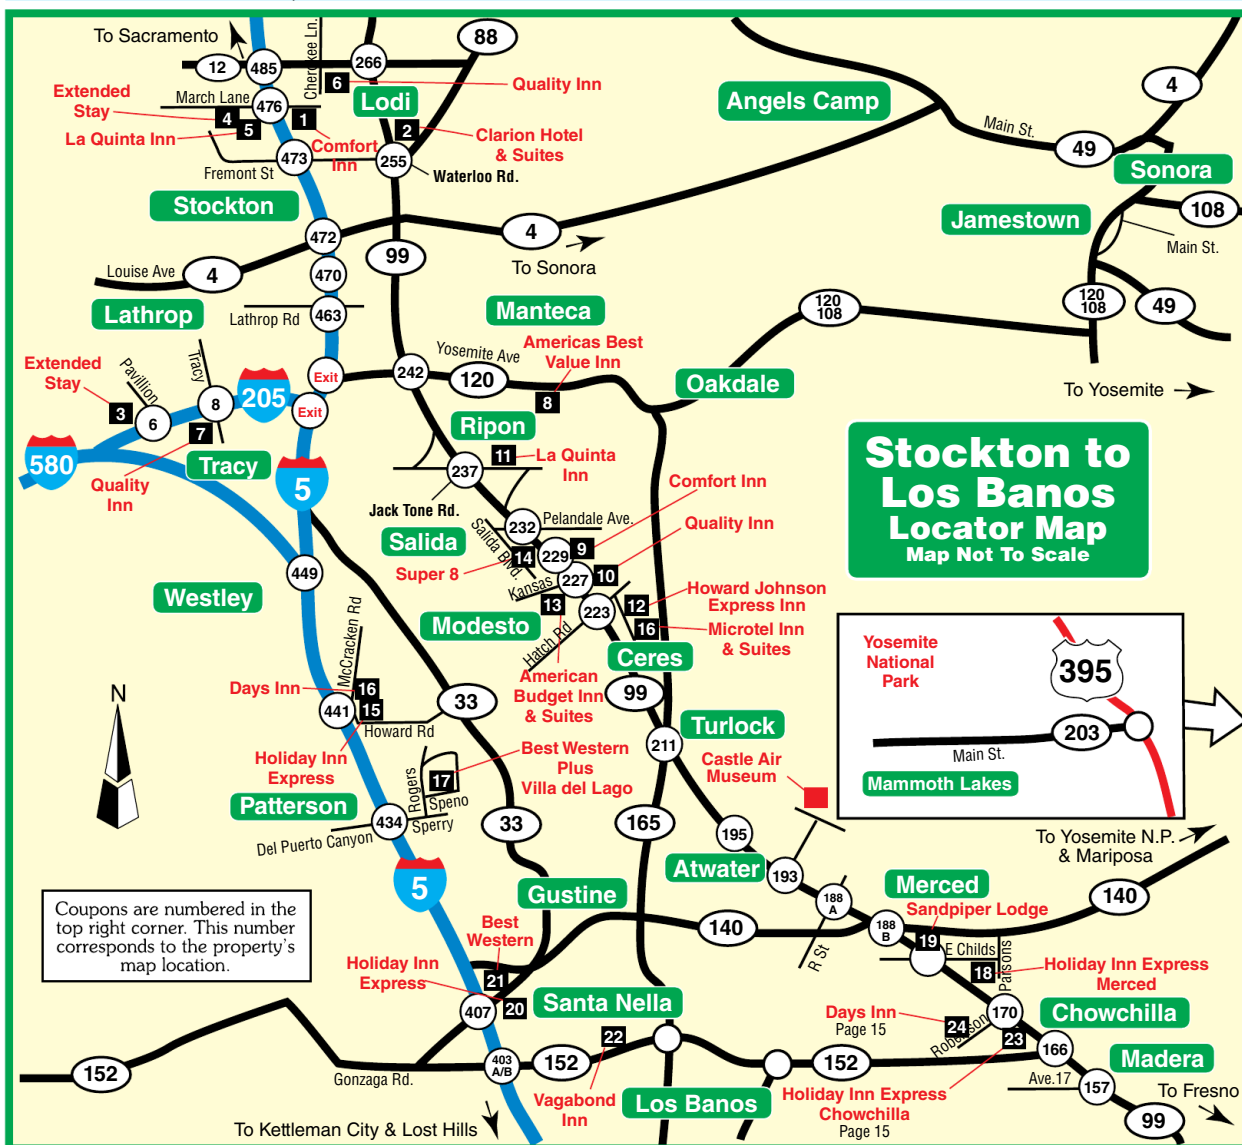 To Sacramento
Cherokee Ln.
88
12
485
266
6
Quality Inn
Extended
Stay
March Lane
476
Lodi
Angels Camp
4
4
5
1
2
La Quinta Inn
Comfort
Inn
Clarion Hotel
& Suites
Main St.
49
473
255
Fremont St
Waterloo Rd.
Sonora
Stockton
Jamestown
108
472
4
Main St.
99
To Sonora
Louise Ave
4
470
Lathrop
463
Lathrop Rd
Manteca
120
108
120
108
49
Americas Best
Value Inn
Yosemite Ave
Extended
Stay
Pavillion
Tracy
Exit
242
120
Oakdale
To Yosemite
205
8
3
6
8
Exit
7
Ripon
580
Tracy
11
La Quinta
Inn
Stockton to
Los Banos
Locator Map
Map Not To Scale
Quality
Inn
5
237
Comfort Inn
Jack Tone Rd.
232
Pelandale Ave.
Quality Inn
Salida
Salida Blvd.
14
229
9
Super 8
449
Kansas
227
10
Westley
Howard Johnson
Express Inn
13
223
12
McCracken Rd
Modesto
Hatch Rd
16
Microtel Inn
& Suites
Yosemite
National
Park
395
Ceres
Days Inn
16
American
Budget Inn
& Suites
99
441
15
33
203
Howard Rd
Turlock
Main St.
211
Holiday Inn
Express
Best Western
Plus
Villa del Lago
Castle Air
Museum
Mammoth Lakes
Rogers
17
Speno
Patterson
434
Sperry
33
165
195
Del Puerto Canyon
To Yosemite N.P.
& Mariposa
Atwater
193
5
Gustine
188
A
Merced
140
Coupons are numbered in the
top right corner. This number
corresponds to the property's
map location.
Sandpiper Lodge
Best
Western
140
188
B
19
R St
E Childs
Parsons
Holiday Inn
Express
21
18
Holiday Inn Express
Merced
20
407
Santa Nella
Days Inn
Page 15
24
Robertson
170
Chowchilla
22
23
403
A/B
152
152
166
Madera
152
Gonzaga Rd.
Ave.17
157
To Fresno
Vagabond
Inn
Los Banos
Holiday Inn Express
Chowchilla
Page 15
99
To Kettleman City & Lost Hills
N